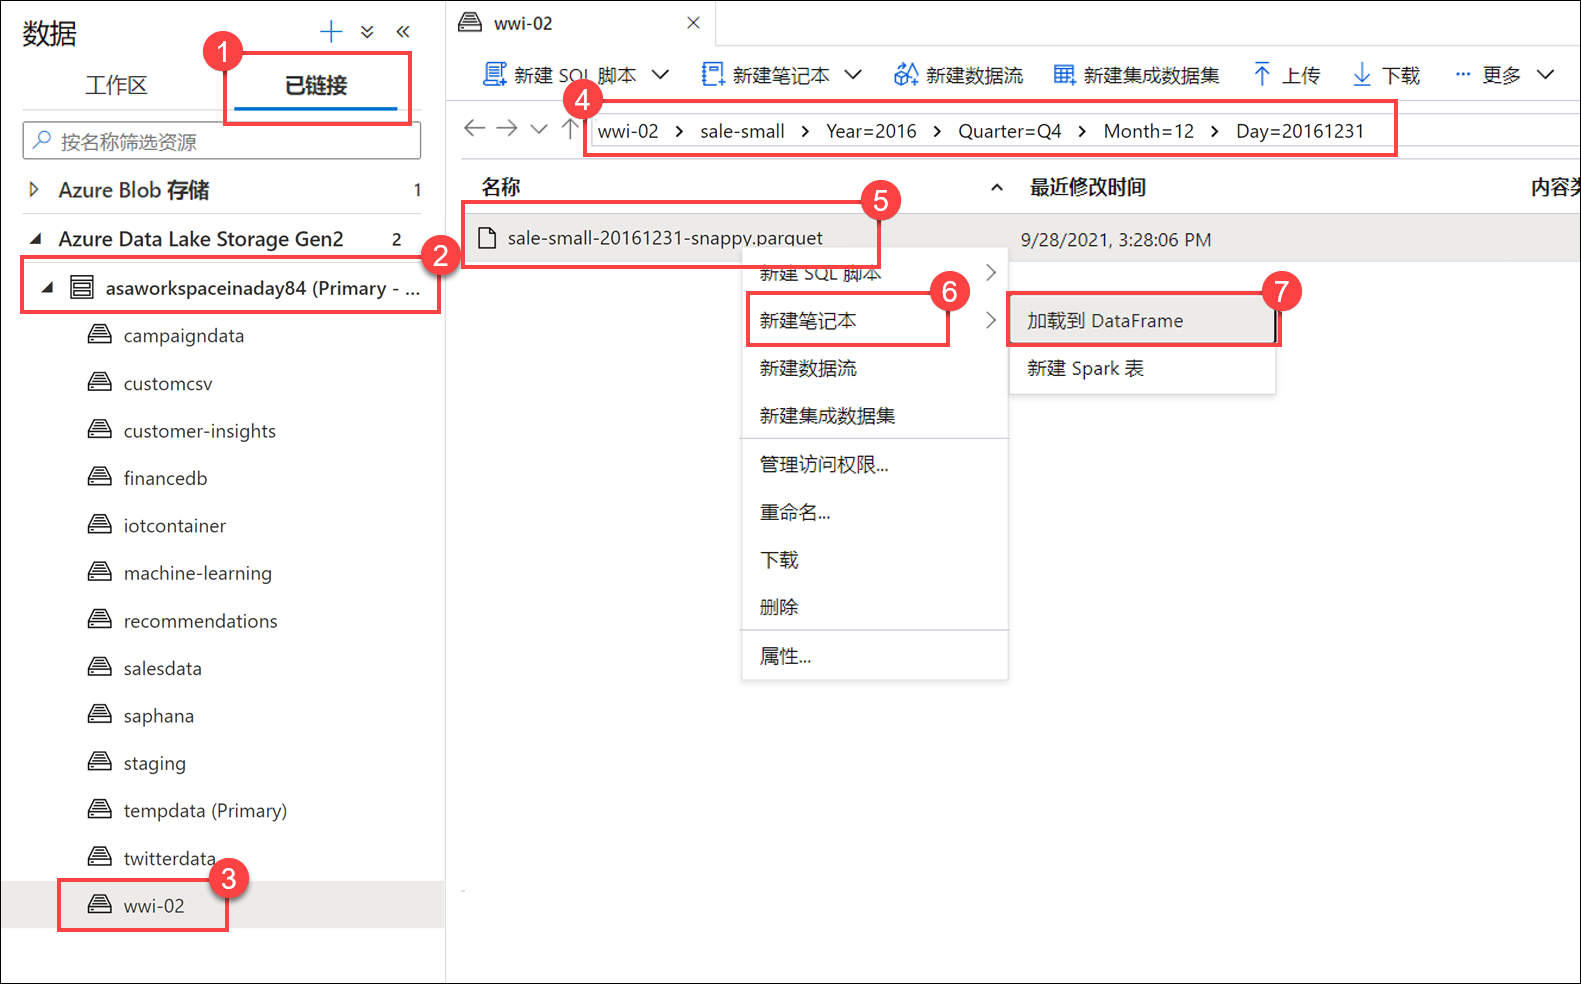 数据
1
工作区
已链接
按名称筛选资源
Azure Blob 存储
1
Azure Data Lake Storage Gen2
2
2
asaworkspaceinaday84 (Primary - ...
campaigndata
customcsv
customer-insights
financedb
iotcontainer
machine-learning
recommendations
salesdata
saphana
staging
tempdata (Primary)
twitterdata
3
wwi-02
wwi-02
新建 SQL 脚本
新建笔记本
新建数据流
新建集成数据集
上传
下载
更多
4
wwi-02 > sale-small > Year=2016 > Quarter=Q4 > Month=12 > Day=20161231
名称
最近修改时间
内容类
5
sale-small-20161231-snappy.parquet
9/28/2021, 3:28:06 PM
新建 SQL 脚本
6
新建笔记本
新建数据流
新建集成数据集
管理访问权限...
重命名...
下载
删除
属性...
7
加载到 DataFrame
新建 Spark 表